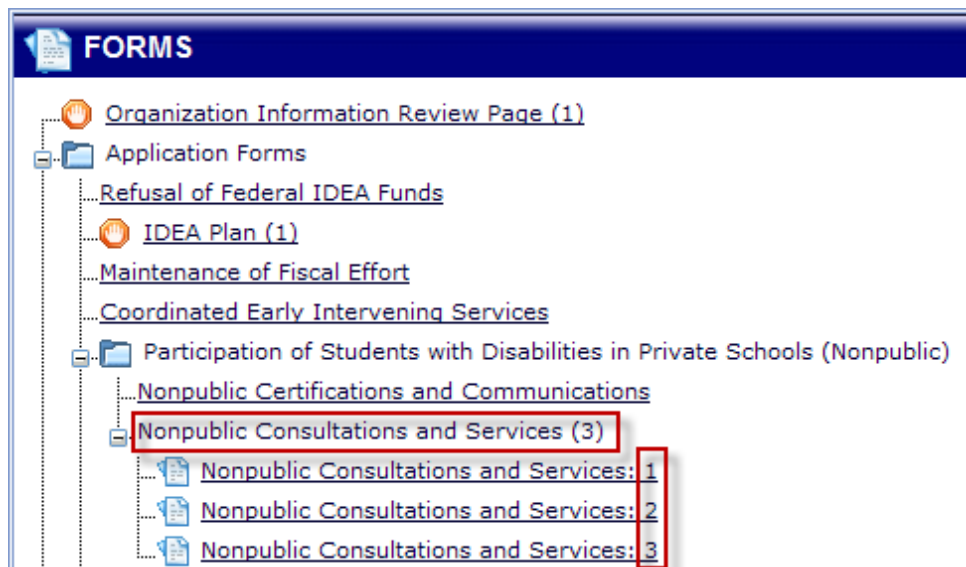 FORMS
Organization Information Review Page (1)
Application Forms
Refusal of Federal IDEA Funds
IDEA Plan (1)
Maintenance of Fiscal Effort
Coordinated Early Intervening Services
Participation of Students with Disabilities in Private Schools (Nonpublic)
Nonpublic Certifications and Communications
Nonpublic Consultations and Services (3)
Nonpublic Consultations and Services: 1
Nonpublic Consultations and Services: 2
Nonpublic Consultations and Services: 3